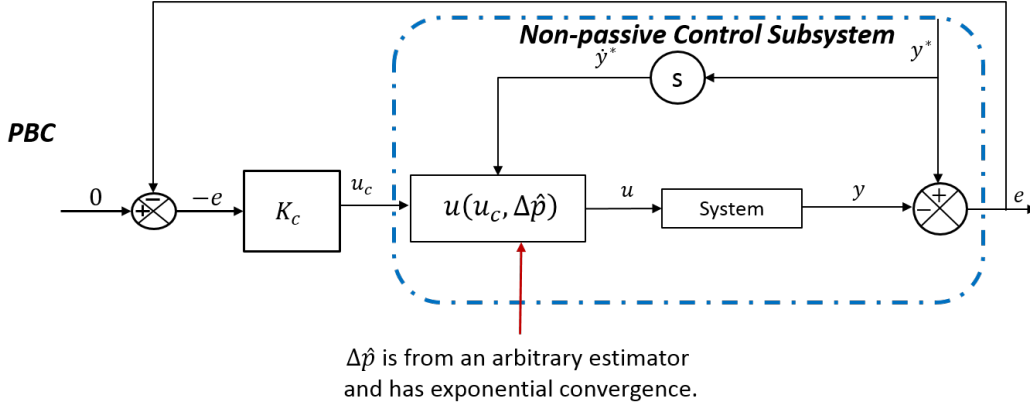 Non-passive Control Subsystem
ẏ*
y*
s
PBC
0
+
−
−e
K_c
u_c
u(u_c, Δp̂)
u
System
y
+
−
e
Δp̂ is from an arbitrary estimator
and has exponential convergence.